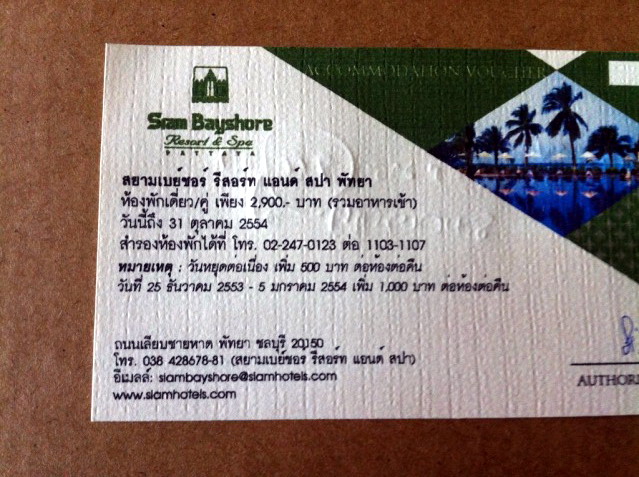 ACCOMMODATION VOUCHER
Siam Bayshore
Resort & Spa
PATTAYA
สยามเบย์ชอร์ รีสอร์ท แอนด์ สปา พัทยา
ห้องพักเดี่ยว/คู่ เพียง 2,900.- บาท (รวมอาหารเช้า)
วันนี้ถึง 31 ตุลาคม 2554
สำรองห้องพักได้ที่ โทร. 02-247-0123 ต่อ 1103-1107
หมายเหตุ : วันหยุดต่อเนื่อง เพิ่ม 500 บาท ต่อห้องต่อคืน
วันที่ 25 ธันวาคม 2553 - 5 มกราคม 2554 เพิ่ม 1,000 บาท ต่อห้องต่อคืน
ถนนเลียบชายหาด พัทยา ชลบุรี 20150
โทร. 038 428678-81 (สยามเบย์ชอร์ รีสอร์ท แอนด์ สปา)
อีเมลล์: siambayshore@siamhotels.com
www.siamhotels.com
AUTHORI